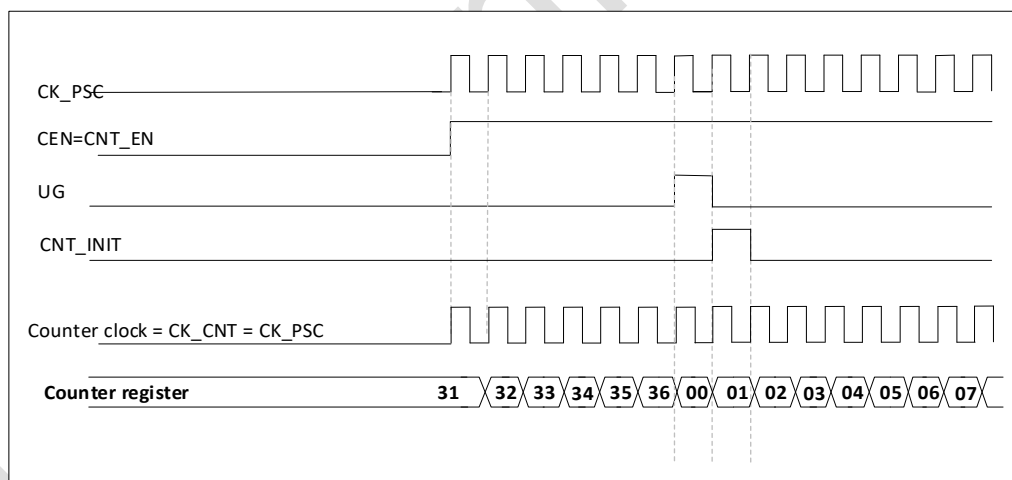 CK_PSC
CEN=CNT_EN
UG
CNT_INIT
Counter clock = CK_CNT = CK_PSC
Counter register 31 32 33 34 35 36 00 01 02 03 04 05 06 07